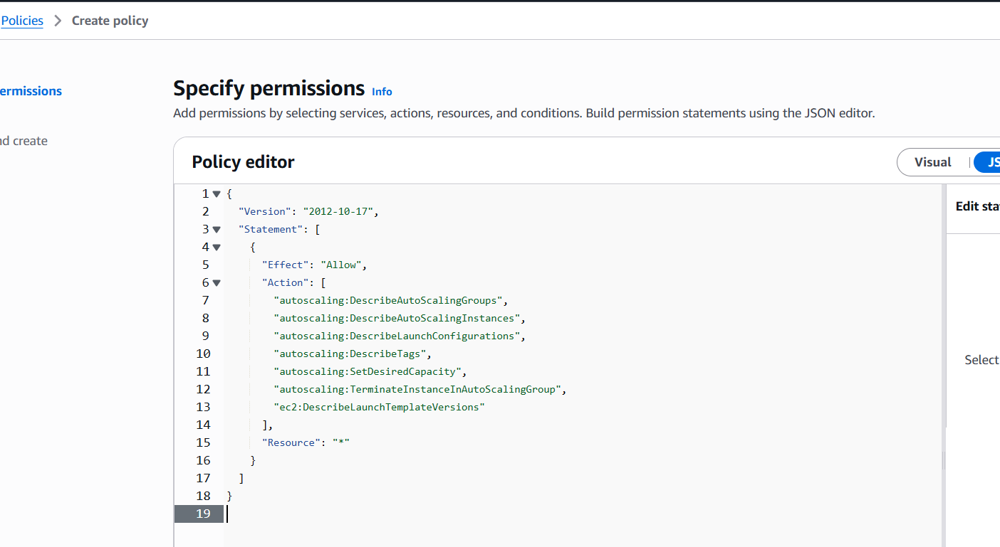 Policies > Create policy
ermissions
nd create
Specify permissions Info
Add permissions by selecting services, actions, resources, and conditions. Build permission statements using the JSON editor.
Policy editor
Visual | JS
1 {
2 "Version": "2012-10-17",
3 "Statement": [
4 {
5 "Effect": "Allow",
6 "Action": [
7 "autoscaling:DescribeAutoScalingGroups",
8 "autoscaling:DescribeAutoScalingInstances",
9 "autoscaling:DescribeLaunchConfigurations",
10 "autoscaling:DescribeTags",
11 "autoscaling:SetDesiredCapacity",
12 "autoscaling:TerminateInstanceInAutoScalingGroup",
13 "ec2:DescribeLaunchTemplateVersions"
14 ],
15 "Resource": "*"
16 }
17 ]
18 }
19
Edit sta
Select